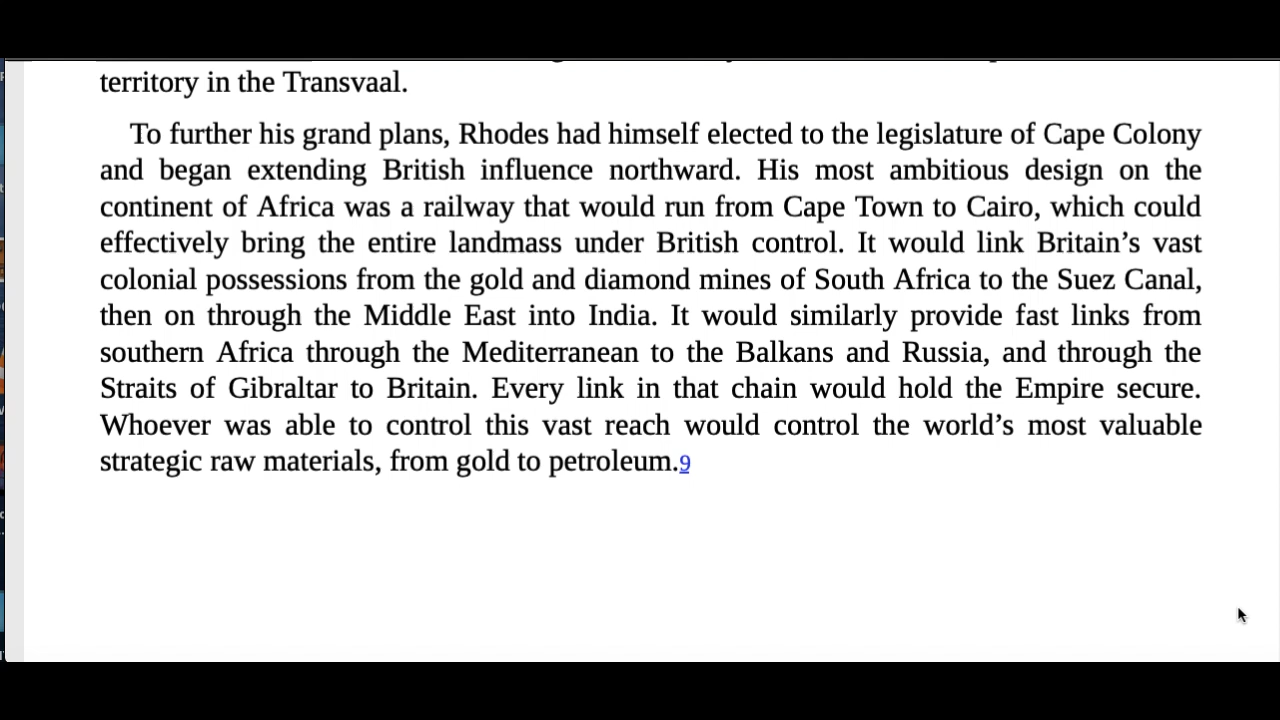 territory in the Transvaal.
To further his grand plans, Rhodes had himself elected to the legislature of Cape Colony
and began extending British influence northward. His most ambitious design on the
continent of Africa was a railway that would run from Cape Town to Cairo, which could
effectively bring the entire landmass under British control. It would link Britain’s vast
colonial possessions from the gold and diamond mines of South Africa to the Suez Canal,
then on through the Middle East into India. It would similarly provide fast links from
southern Africa through the Mediterranean to the Balkans and Russia, and through the
Straits of Gibraltar to Britain. Every link in that chain would hold the Empire secure.
Whoever was able to control this vast reach would control the world’s most valuable
strategic raw materials, from gold to petroleum.9